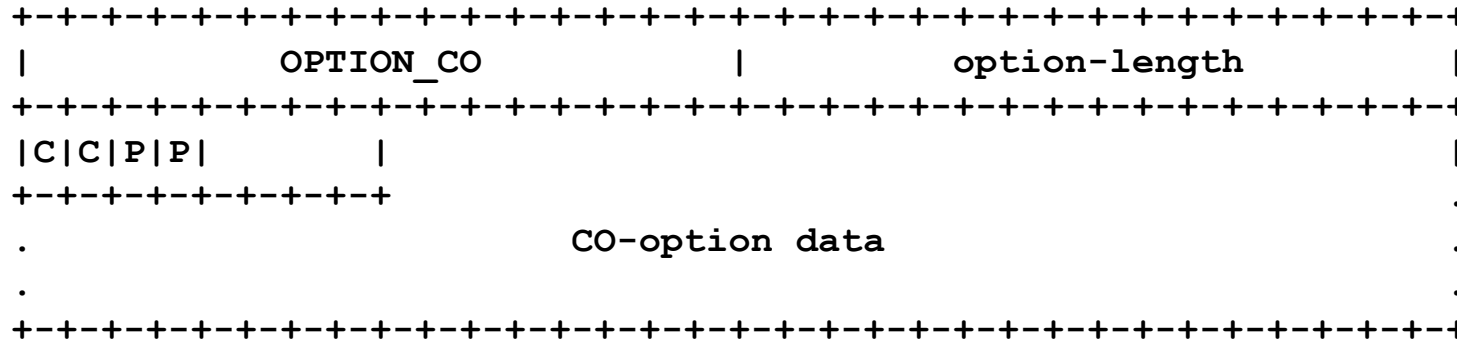 +-+-+-+-+-+-+-+-+-+-+-+-+-+-+-+-+-+-+-+-+-+-+-+-+-+-+-+-+-+-+-+-+
|           OPTION_CO           |         option-length         |
+-+-+-+-+-+-+-+-+-+-+-+-+-+-+-+-+-+-+-+-+-+-+-+-+-+-+-+-+-+-+-+-+
|C|C|P|P|       |                                               |
+-+-+-+-+-+-+-+-+                                               .
.                        CO-option data                         .
.                                                               .
+-+-+-+-+-+-+-+-+-+-+-+-+-+-+-+-+-+-+-+-+-+-+-+-+-+-+-+-+-+-+-+-+